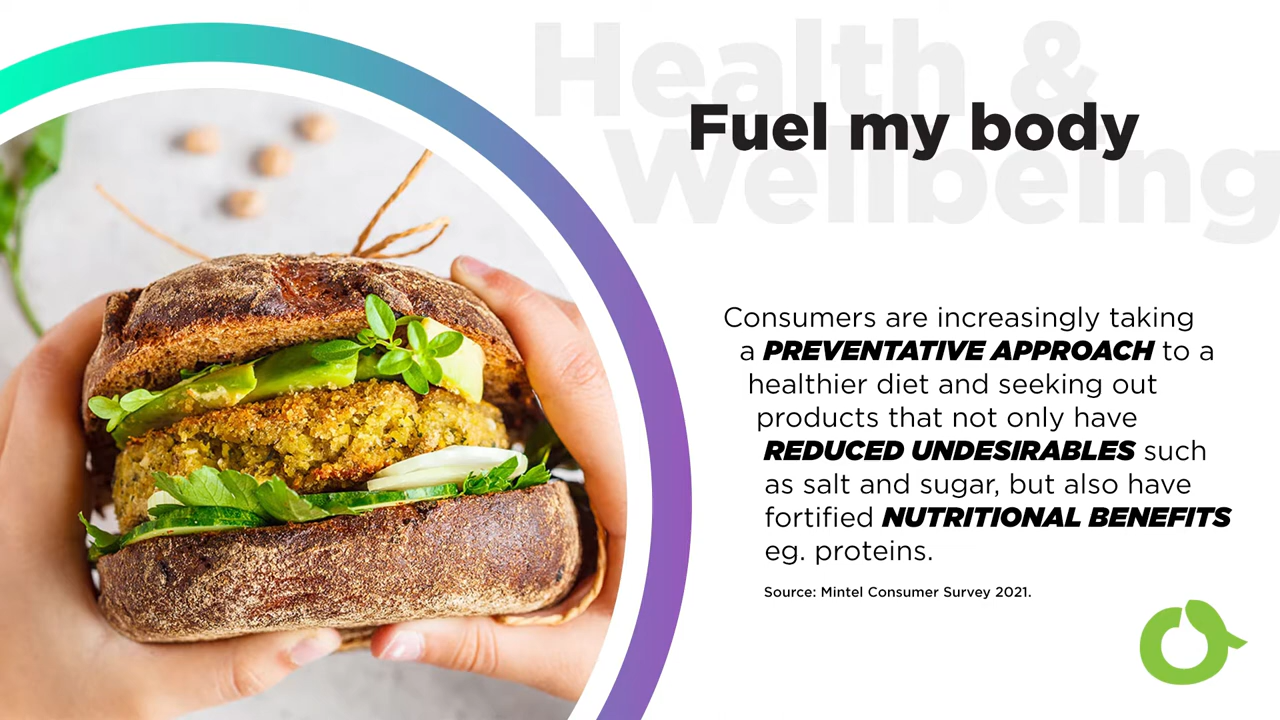 Health &
Wellbeing
Fuel my body
Consumers are increasingly taking
a PREVENTATIVE APPROACH to a
healthier diet and seeking out
products that not only have
REDUCED UNDESIRABLES such
as salt and sugar, but also have
fortified NUTRITIONAL BENEFITS
eg. proteins.
Source: Mintel Consumer Survey 2021.